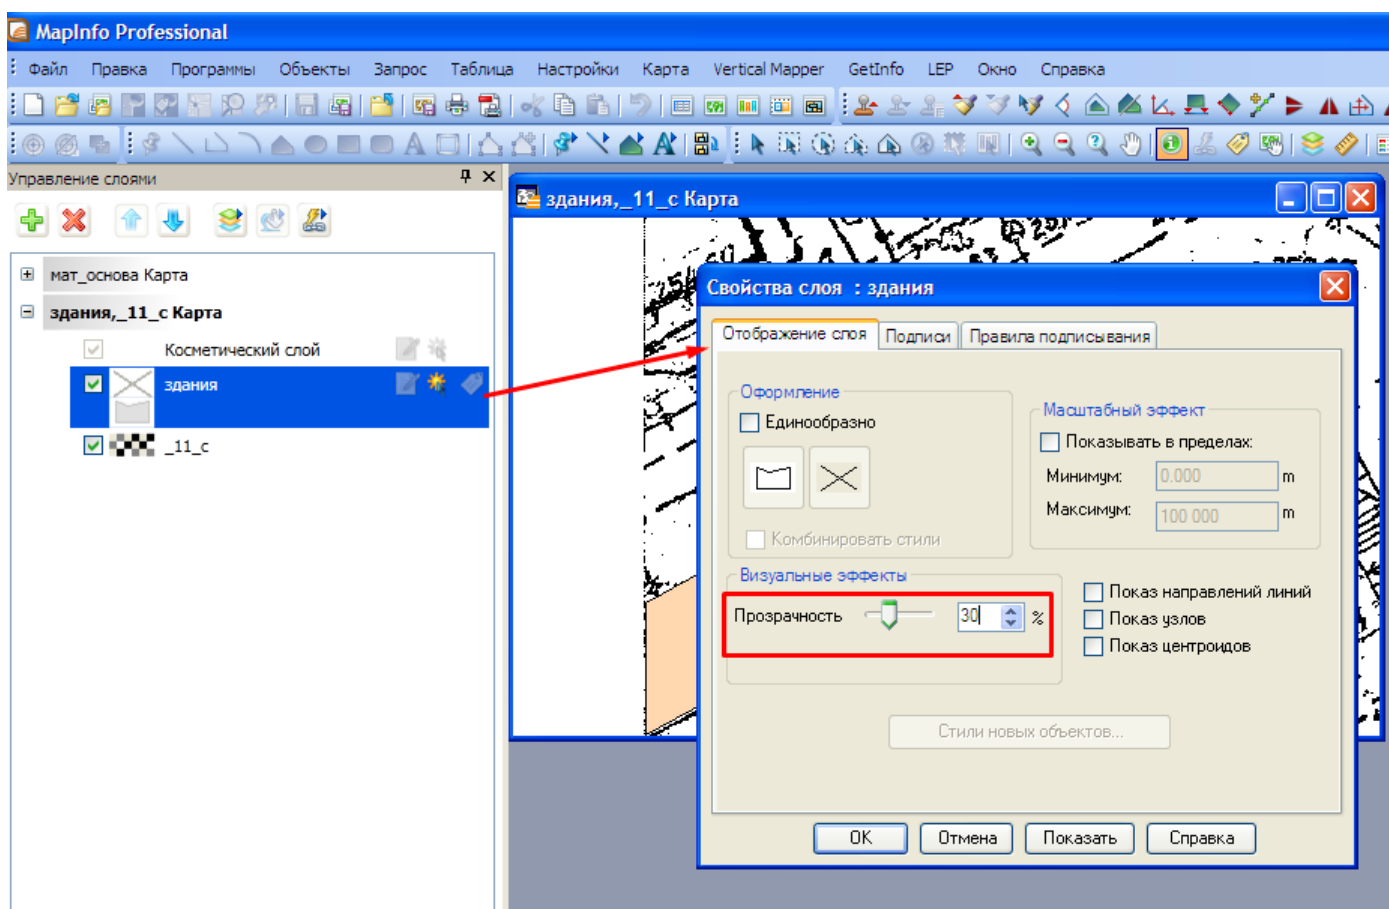 MapInfo Professional
Файл Правка Программы Объекты Запрос Таблица Настройки Карта Vertical Mapper GetInfo LEP Окно Справка
Управление слоями
здания,_11_с Карта
мат_основа Карта
здания,_11_с Карта
Косметический слой
здания
_11_с
Свойства слоя : здания
Отображение слоя Подписи Правила подписывания
Оформление
Единообразно
Комбинировать стили
Масштабный эффект
Показывать в пределах:
Минимум: 0.000 m
Максимум: 100 000 m
Визуальные эффекты
Прозрачность 30 %
Показ направлений линий
Показ узлов
Показ центроидов
Стили новых объектов...
OK Отмена Показать Справка